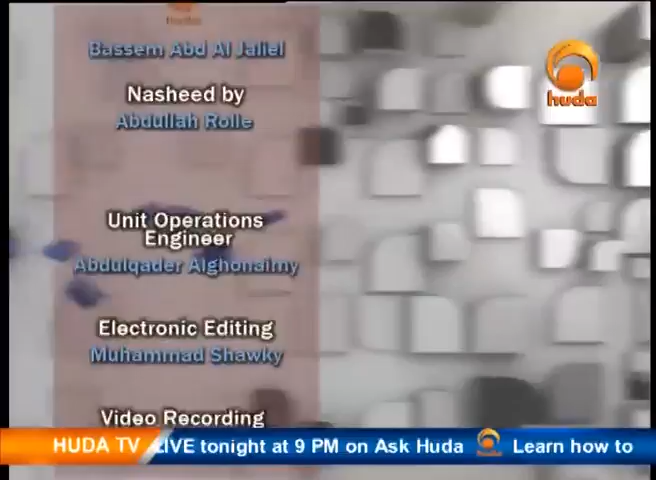 huda
Bassem Abd Al Jaliel
Nasheed by
Abdullah Rolle
Unit Operations
Engineer
Abdulqader Alghonaimy
Electronic Editing
Muhammad Shawky
Video Recording
huda
HUDA TV LIVE tonight at 9 PM on Ask Huda Learn how to